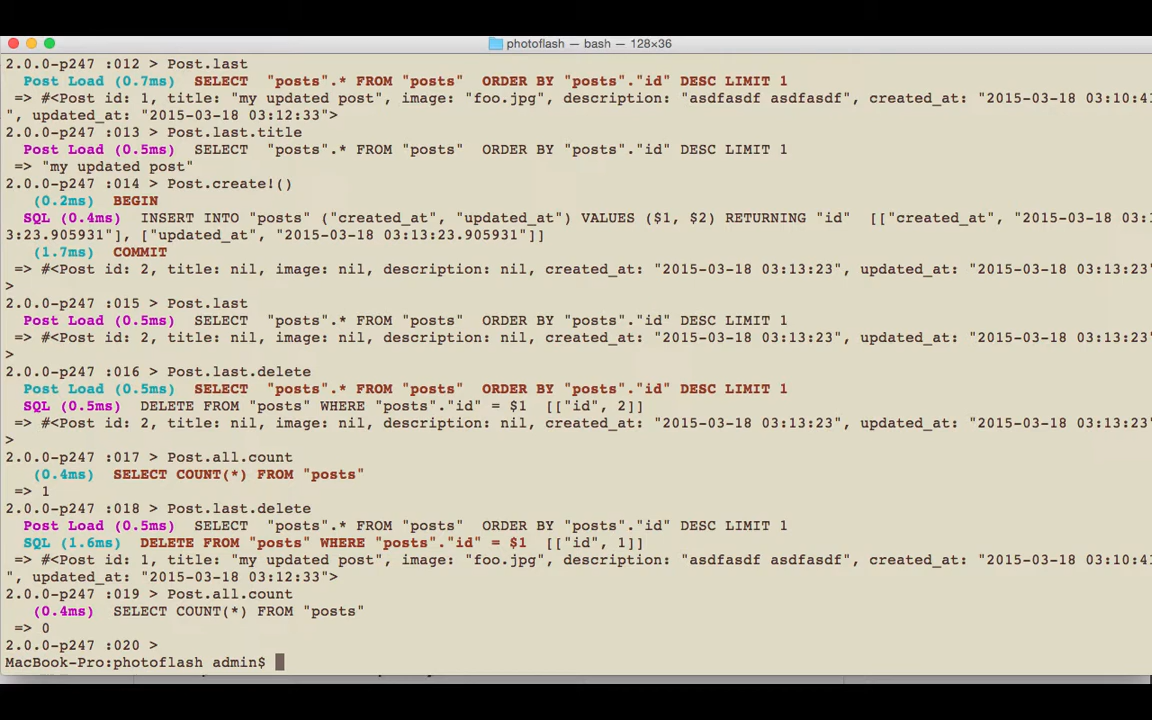 photoflash — bash — 128×36
2.0.0-p247 :012 > Post.last
Post Load (0.7ms)  SELECT  "posts".* FROM "posts"  ORDER BY "posts"."id" DESC LIMIT 1
=> #<Post id: 1, title: "my updated post", image: "foo.jpg", description: "asdfasdf asdfasdf", created_at: "2015-03-18 03:10:41
", updated_at: "2015-03-18 03:12:33">
2.0.0-p247 :013 > Post.last.title
Post Load (0.5ms)  SELECT  "posts".* FROM "posts"  ORDER BY "posts"."id" DESC LIMIT 1
=> "my updated post"
2.0.0-p247 :014 > Post.create!()
(0.2ms)  BEGIN
SQL (0.4ms)  INSERT INTO "posts" ("created_at", "updated_at") VALUES ($1, $2) RETURNING "id"  [["created_at", "2015-03-18 03:1
3:23.905931"], ["updated_at", "2015-03-18 03:13:23.905931"]]
(1.7ms)  COMMIT
=> #<Post id: 2, title: nil, image: nil, description: nil, created_at: "2015-03-18 03:13:23", updated_at: "2015-03-18 03:13:23"
>
2.0.0-p247 :015 > Post.last
Post Load (0.5ms)  SELECT  "posts".* FROM "posts"  ORDER BY "posts"."id" DESC LIMIT 1
=> #<Post id: 2, title: nil, image: nil, description: nil, created_at: "2015-03-18 03:13:23", updated_at: "2015-03-18 03:13:23"
>
2.0.0-p247 :016 > Post.last.delete
Post Load (0.5ms)  SELECT  "posts".* FROM "posts"  ORDER BY "posts"."id" DESC LIMIT 1
SQL (0.5ms)  DELETE FROM "posts" WHERE "posts"."id" = $1  [["id", 2]]
=> #<Post id: 2, title: nil, image: nil, description: nil, created_at: "2015-03-18 03:13:23", updated_at: "2015-03-18 03:13:23"
>
2.0.0-p247 :017 > Post.all.count
(0.4ms)  SELECT COUNT(*) FROM "posts"
=> 1
2.0.0-p247 :018 > Post.last.delete
Post Load (0.5ms)  SELECT  "posts".* FROM "posts"  ORDER BY "posts"."id" DESC LIMIT 1
SQL (1.6ms)  DELETE FROM "posts" WHERE "posts"."id" = $1  [["id", 1]]
=> #<Post id: 1, title: "my updated post", image: "foo.jpg", description: "asdfasdf asdfasdf", created_at: "2015-03-18 03:10:41
", updated_at: "2015-03-18 03:12:33">
2.0.0-p247 :019 > Post.all.count
(0.4ms)  SELECT COUNT(*) FROM "posts"
=> 0
2.0.0-p247 :020 >
MacBook-Pro:photoflash admin$